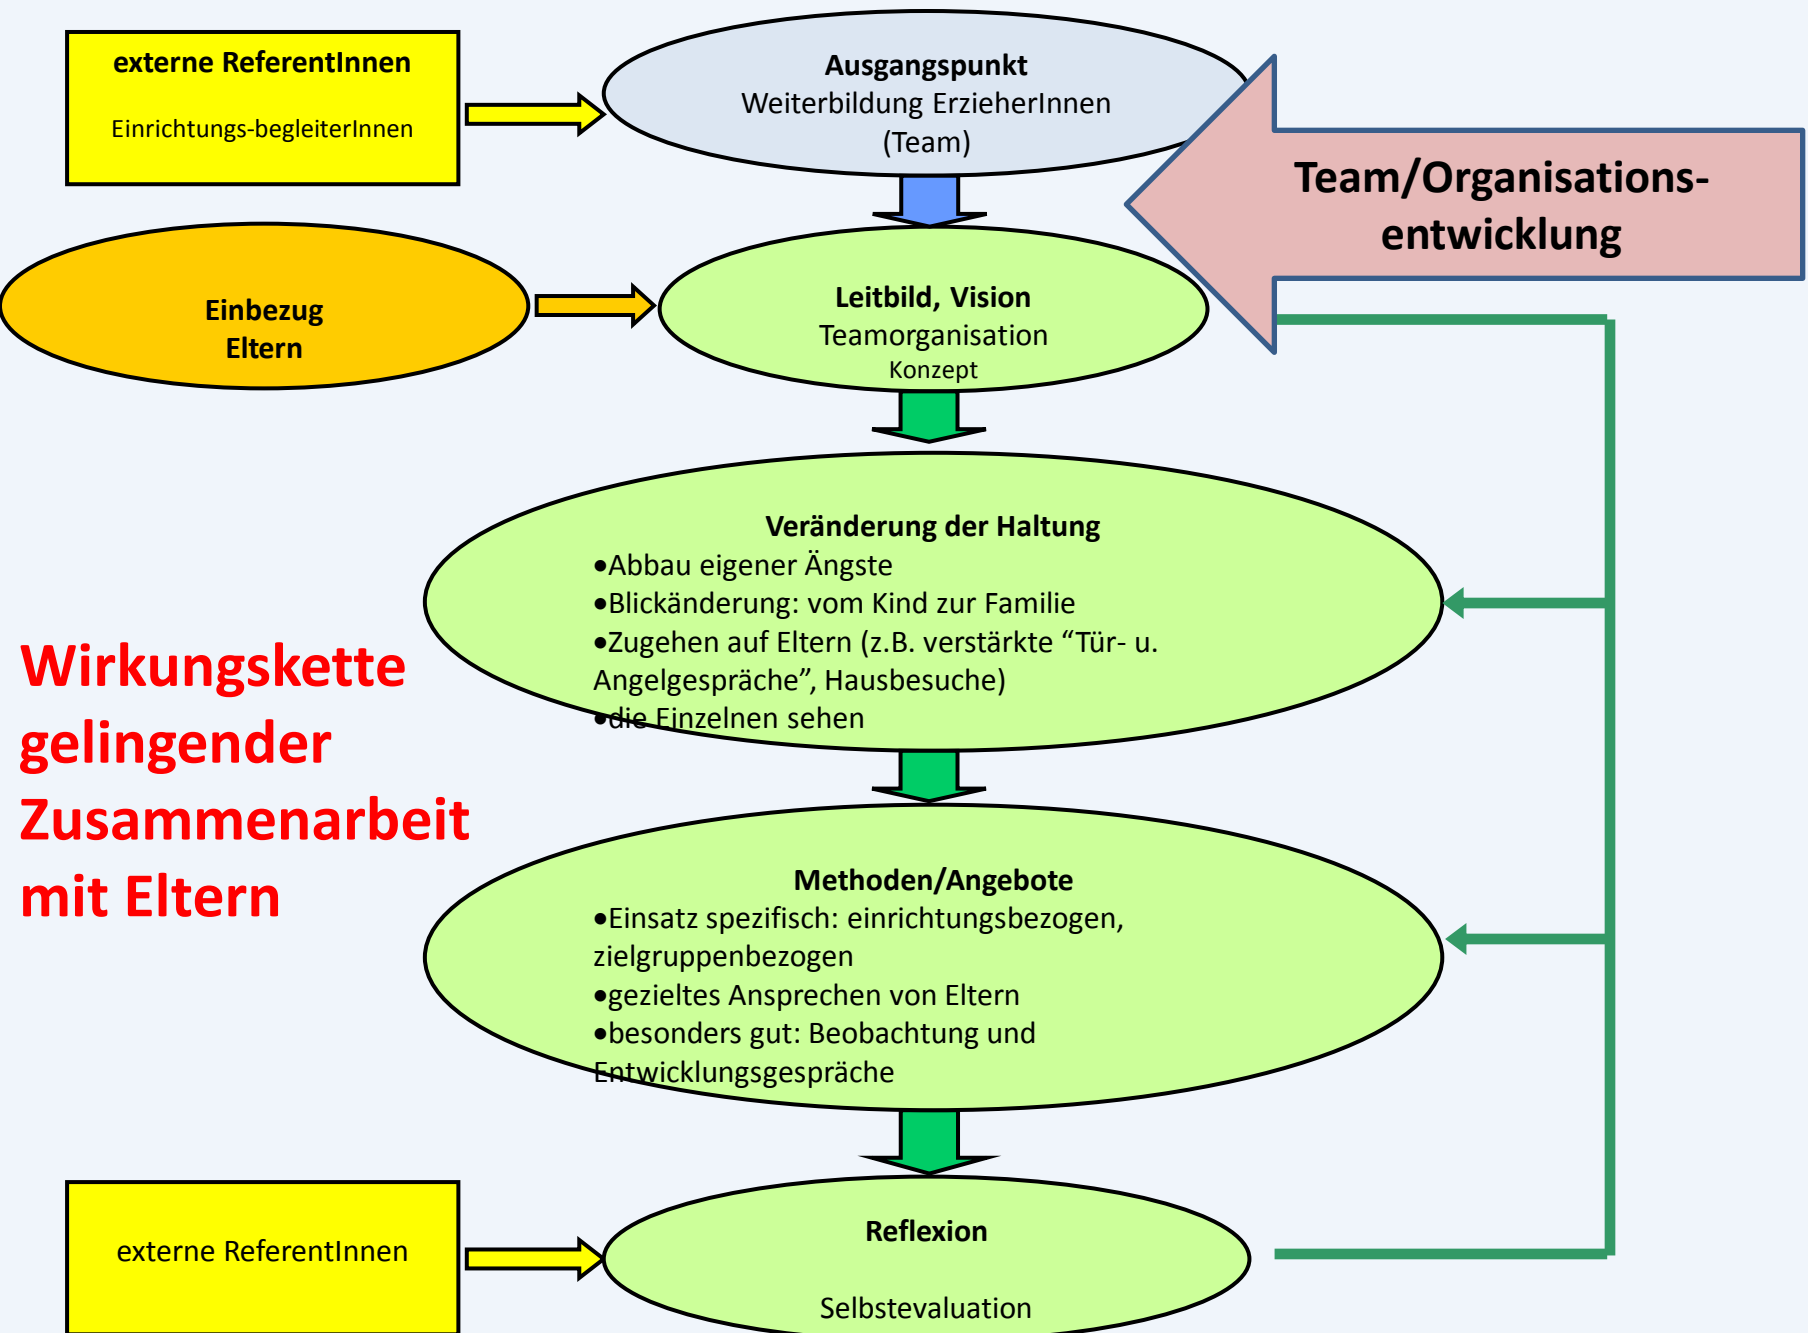 externe ReferentInnen
Einrichtungs-begleiterInnen
Ausgangspunkt
Weiterbildung ErzieherInnen
(Team)
Team/Organisations-
entwicklung
Einbezug
Eltern
Leitbild, Vision
Teamorganisation
Konzept
Veränderung der Haltung
•Abbau eigener Ängste
•Blickänderung: vom Kind zur Familie
•Zugehen auf Eltern (z.B. verstärkte “Tür- u.
Angelgespräche”, Hausbesuche)
•die Einzelnen sehen
Wirkungskette
gelingender
Zusammenarbeit
mit Eltern
Methoden/Angebote
•Einsatz spezifisch: einrichtungsbezogen,
zielgruppenbezogen
•gezieltes Ansprechen von Eltern
•besonders gut: Beobachtung und
Entwicklungsgespräche
externe ReferentInnen
Reflexion
Selbstevaluation